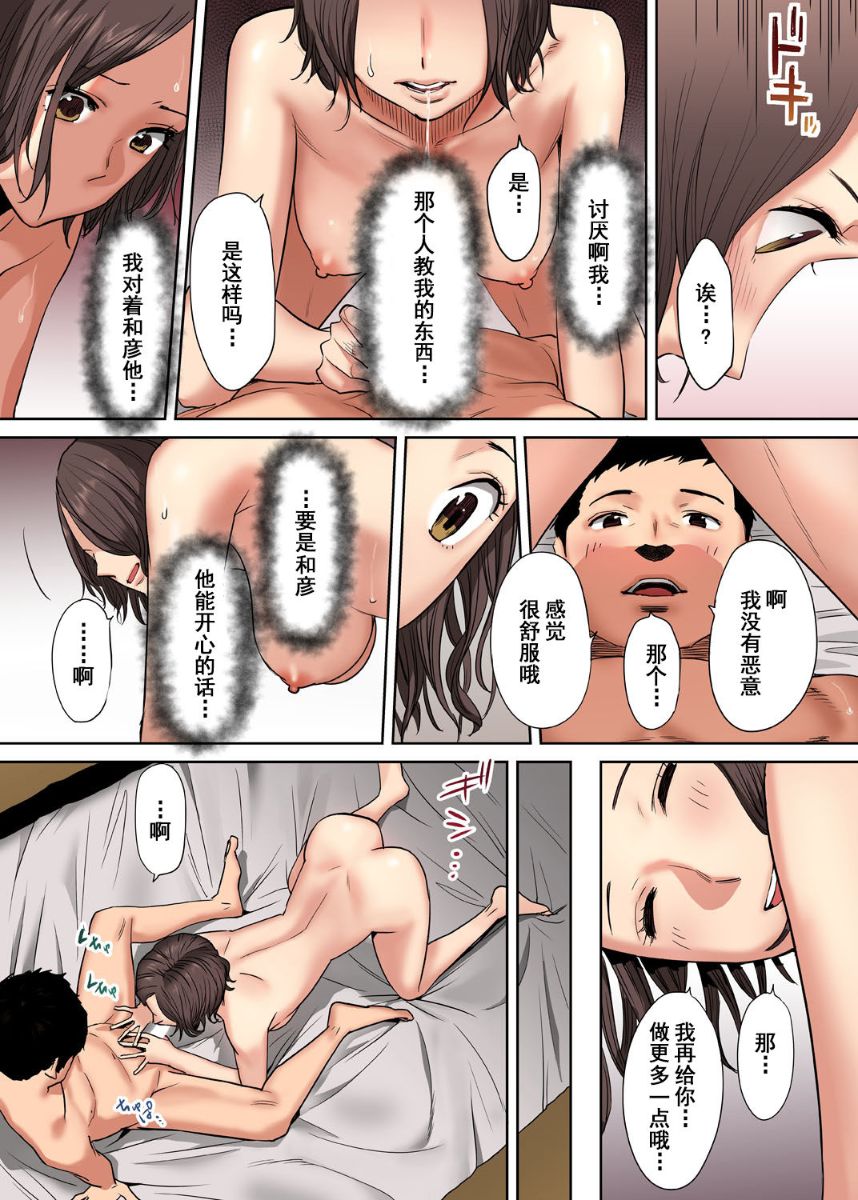 ドキッ
诶…?
讨厌啊我…
是…
那个人教我的东西…
是这样吗…
我对着和彦他…
啊
我没有恶意
那个…
感觉
很舒服哦
…要是和彦
他能开心的话…
……啊
那…
我再给你…
做更多一点哦…
…啊